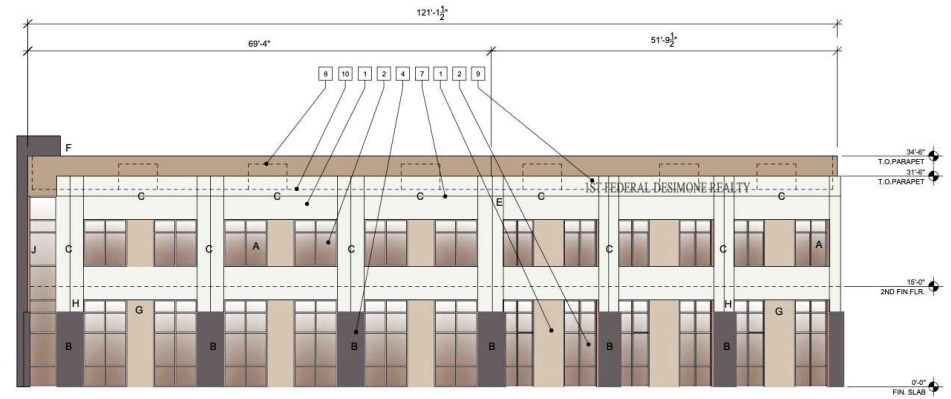 121'-1 1/2"
69'-4"
51'-9 1/2"
8 10 1 2 4 7 1 2 9
F
34'-6"
T.O.PARAPET
31'-6"
T.O.PARAPET
1ST FEDERAL DESIMONE REALTY
C C C C C
E
J C A C C C C A
15'-0"
2ND FIN.FLR.
H G H G
B B B B B B
0'-0"
FIN. SLAB